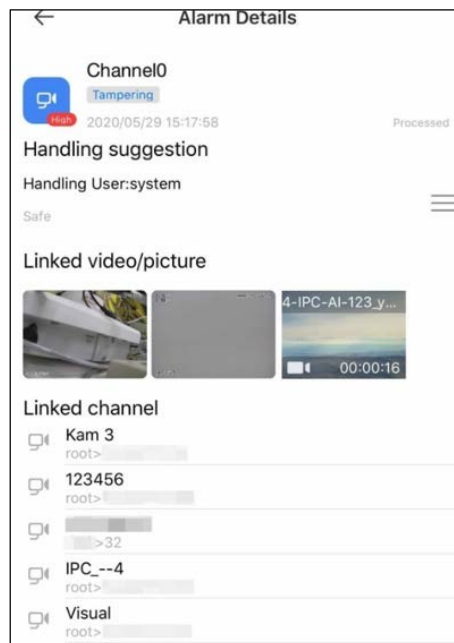 Alarm Details
Channel0
Tampering
High
2020/05/29 15:17:58
Processed
Handling suggestion
Handling User:system
Safe
Linked video/picture
4-IPC-AI-123_y...
00:00:16
Linked channel
Kam 3
root>
123456
root>
>32
IPC_--4
root>
Visual
root>